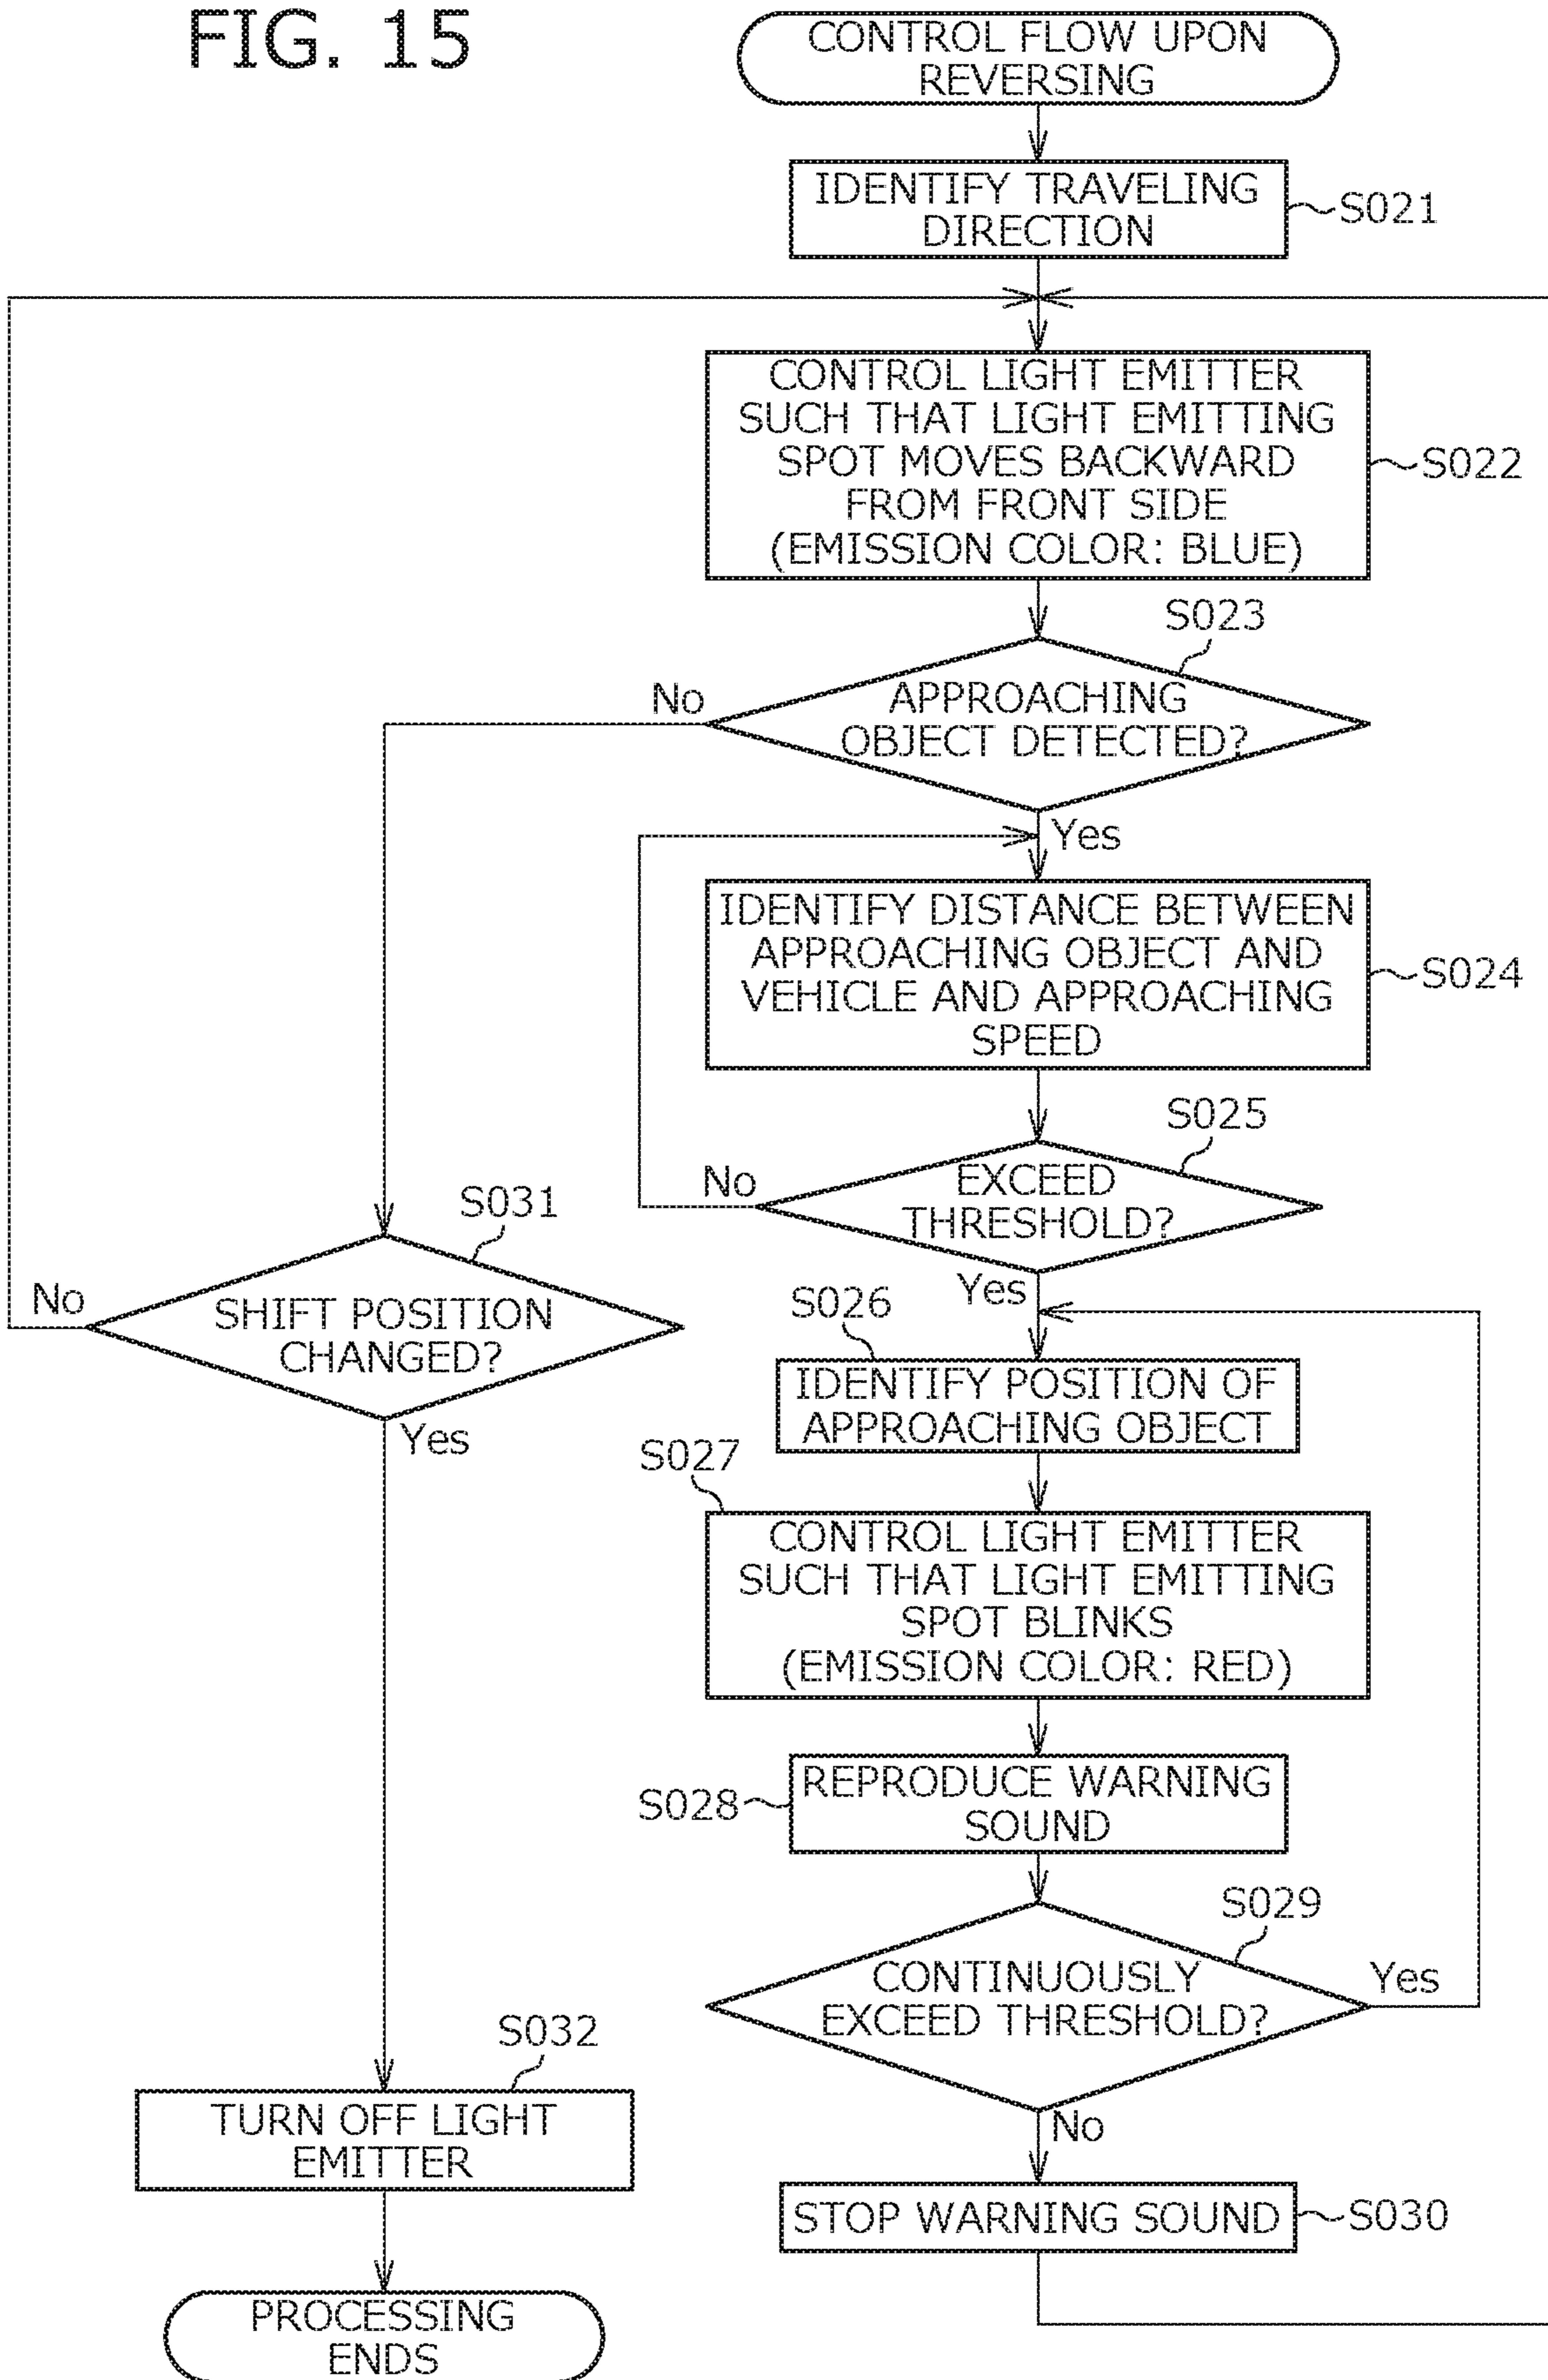 FIG. 15
CONTROL FLOW UPON
REVERSING
IDENTIFY TRAVELING
DIRECTION
S021
CONTROL LIGHT EMITTER
SUCH THAT LIGHT EMITTING
SPOT MOVES BACKWARD
FROM FRONT SIDE
(EMISSION COLOR: BLUE)
S022
S023
APPROACHING
OBJECT DETECTED?
No
Yes
IDENTIFY DISTANCE BETWEEN
APPROACHING OBJECT AND
VEHICLE AND APPROACHING
SPEED
S024
S025
EXCEED
THRESHOLD?
No
Yes
S031
SHIFT POSITION
CHANGED?
No
Yes
S026
IDENTIFY POSITION OF
APPROACHING OBJECT
S027
CONTROL LIGHT EMITTER
SUCH THAT LIGHT EMITTING
SPOT BLINKS
(EMISSION COLOR: RED)
S028
REPRODUCE WARNING
SOUND
S029
CONTINUOUSLY
EXCEED THRESHOLD?
Yes
No
S032
TURN OFF LIGHT
EMITTER
STOP WARNING SOUND
S030
PROCESSING
ENDS